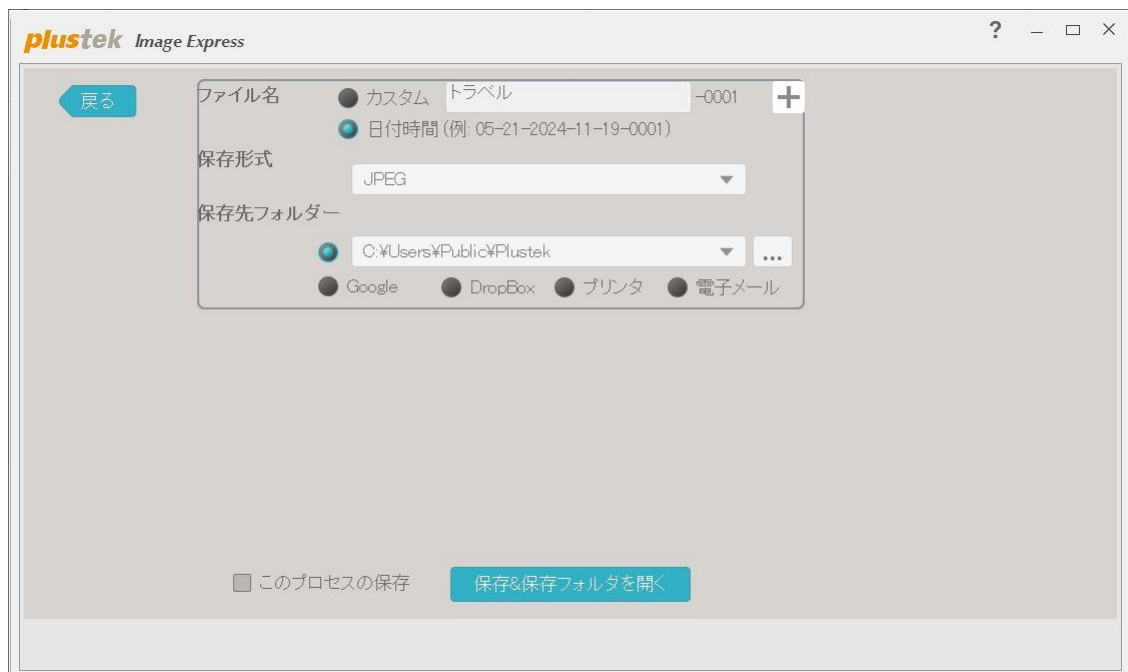 plustek Image Express ?
戻る
ファイル名 カスタム トラベル -0001 +
日付時間 (例: 05-21-2024-11-19-0001)
保存形式
JPEG
保存先フォルダー
C:¥Users¥Public¥Plustek ...
Google DropBox プリンタ 電子メール
このプロセスの保存 保存&保存フォルダを開く